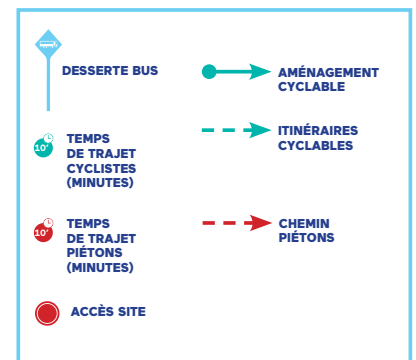 DESSERTE BUS
10'
TEMPS
DE TRAJET
CYCLISTES
(MINUTES)
10'
TEMPS
DE TRAJET
PIÉTONS
(MINUTES)
ACCÈS SITE
AMÉNAGEMENT
CYCLABLE
ITINÉRAIRES
CYCLABLES
CHEMIN
PIÉTONS